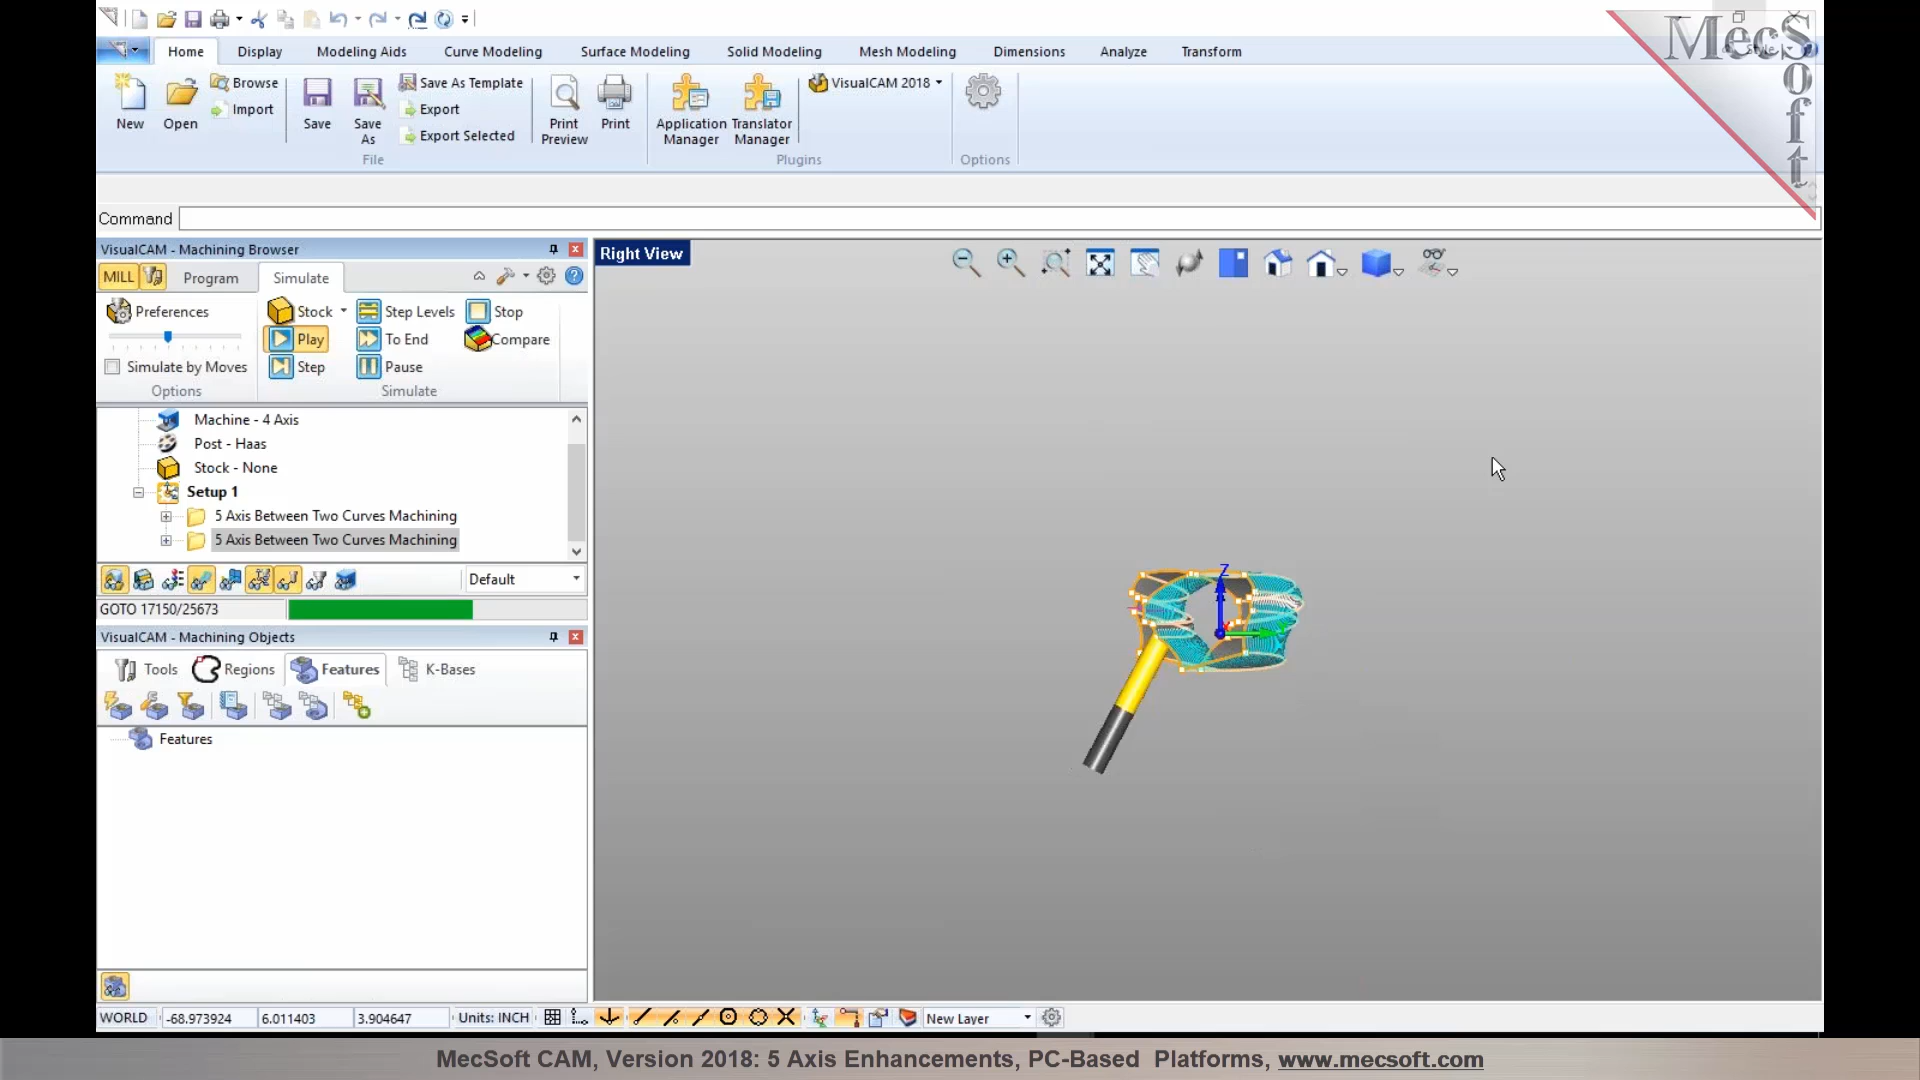 Home Display Modeling Aids Curve Modeling Surface Modeling Solid Modeling Mesh Modeling Dimensions Analyze Transform Style
MecSoft
New Open Browse Import Save Save As Save As Template Export Export Selected Print Preview Print Application Manager Translator Manager VisualCAM 2018
File Plugins Options
Command
VisualCAM - Machining Browser
Right View
MILL Program Simulate
Preferences Stock Step Levels Stop
Play To End Compare
Simulate by Moves Step Pause
Options Simulate
Machine - 4 Axis
Post - Haas
Stock - None
Setup 1
5 Axis Between Two Curves Machining
5 Axis Between Two Curves Machining
Default
GOTO 17150/25673
Z
VisualCAM - Machining Objects
Tools Regions Features K-Bases
Features
WORLD -68.973924 6.011403 3.904647 Units: INCH New Layer
MecSoft CAM, Version 2018: 5 Axis Enhancements, PC-Based Platforms, www.mecsoft.com